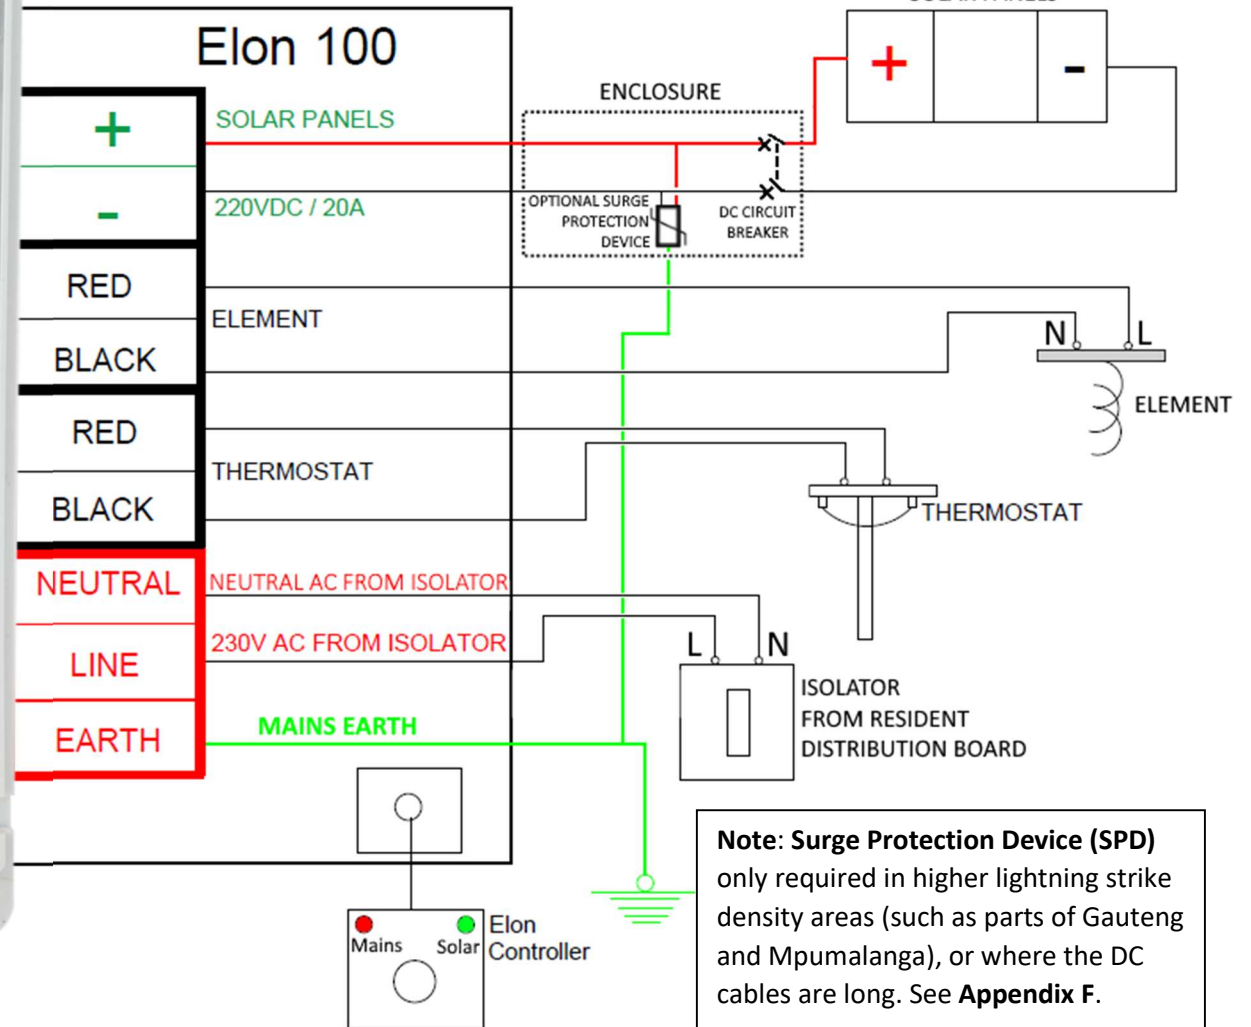 SOLAR PANELS
Elon 100
ENCLOSURE
+
-
+
SOLAR PANELS
-
220VDC / 20A
OPTIONAL SURGE
PROTECTION
DEVICE
DC CIRCUIT
BREAKER
RED
ELEMENT
BLACK
N
L
ELEMENT
RED
THERMOSTAT
BLACK
THERMOSTAT
NEUTRAL
NEUTRAL AC FROM ISOLATOR
LINE
230V AC FROM ISOLATOR
L
N
ISOLATOR
FROM RESIDENT
DISTRIBUTION BOARD
EARTH
MAINS EARTH
Mains
Solar
Elon
Controller
Note: Surge Protection Device (SPD)
only required in higher lightning strike
density areas (such as parts of Gauteng
and Mpumalanga), or where the DC
cables are long. See Appendix F.